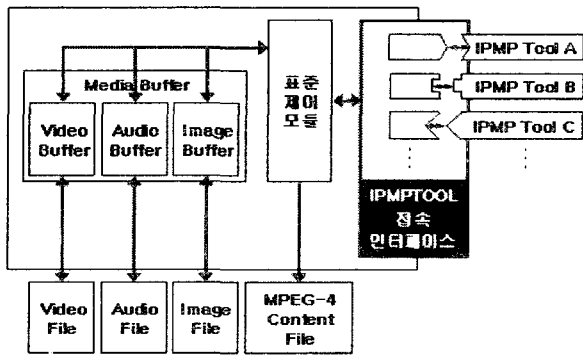 Media Buffer
Video
Buffer
Audio
Buffer
Image
Buffer
표준
제어
모듈
IPMP Tool A
IPMP Tool B
IPMP Tool C
IPMPTOOL
접속
인터페이스
Video
File
Audio
File
Image
File
MPEG-4
Content
File